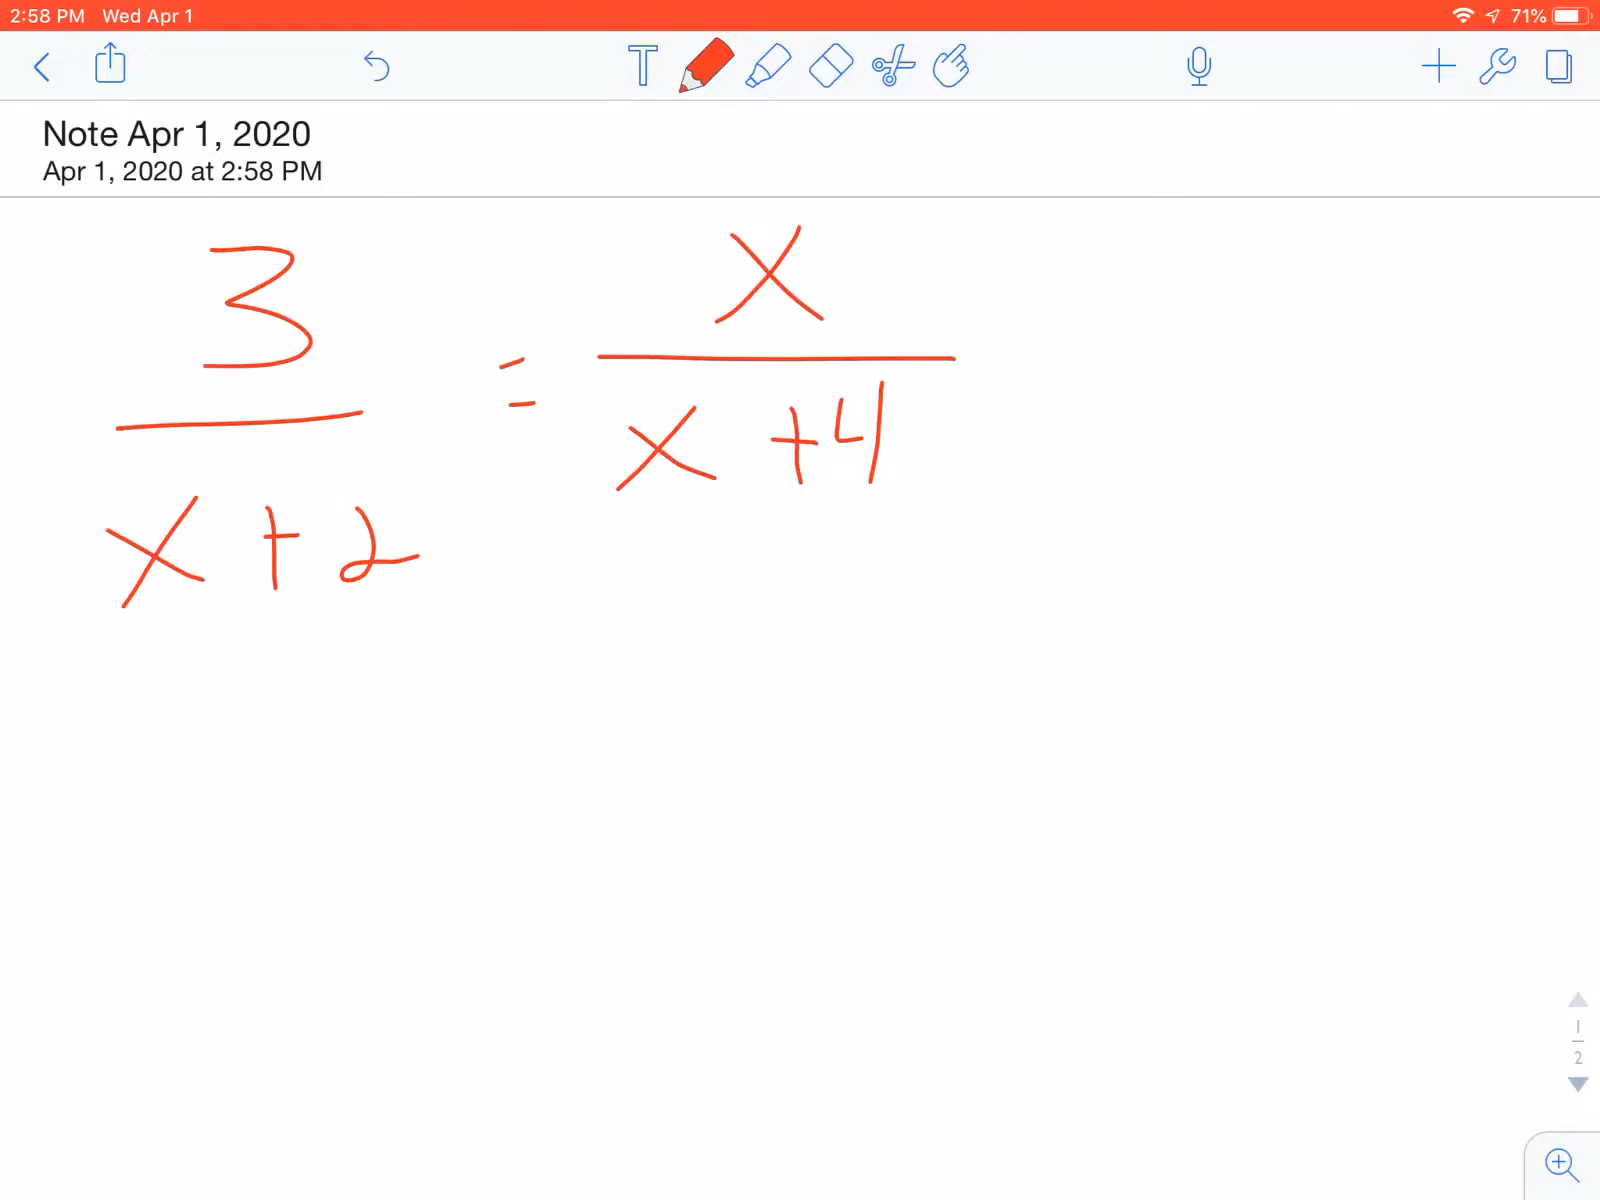 2:58 PM Wed Apr 1 71%
T
Note Apr 1, 2020
Apr 1, 2020 at 2:58 PM
3 x
= 
x + 2 x + 4
1
2